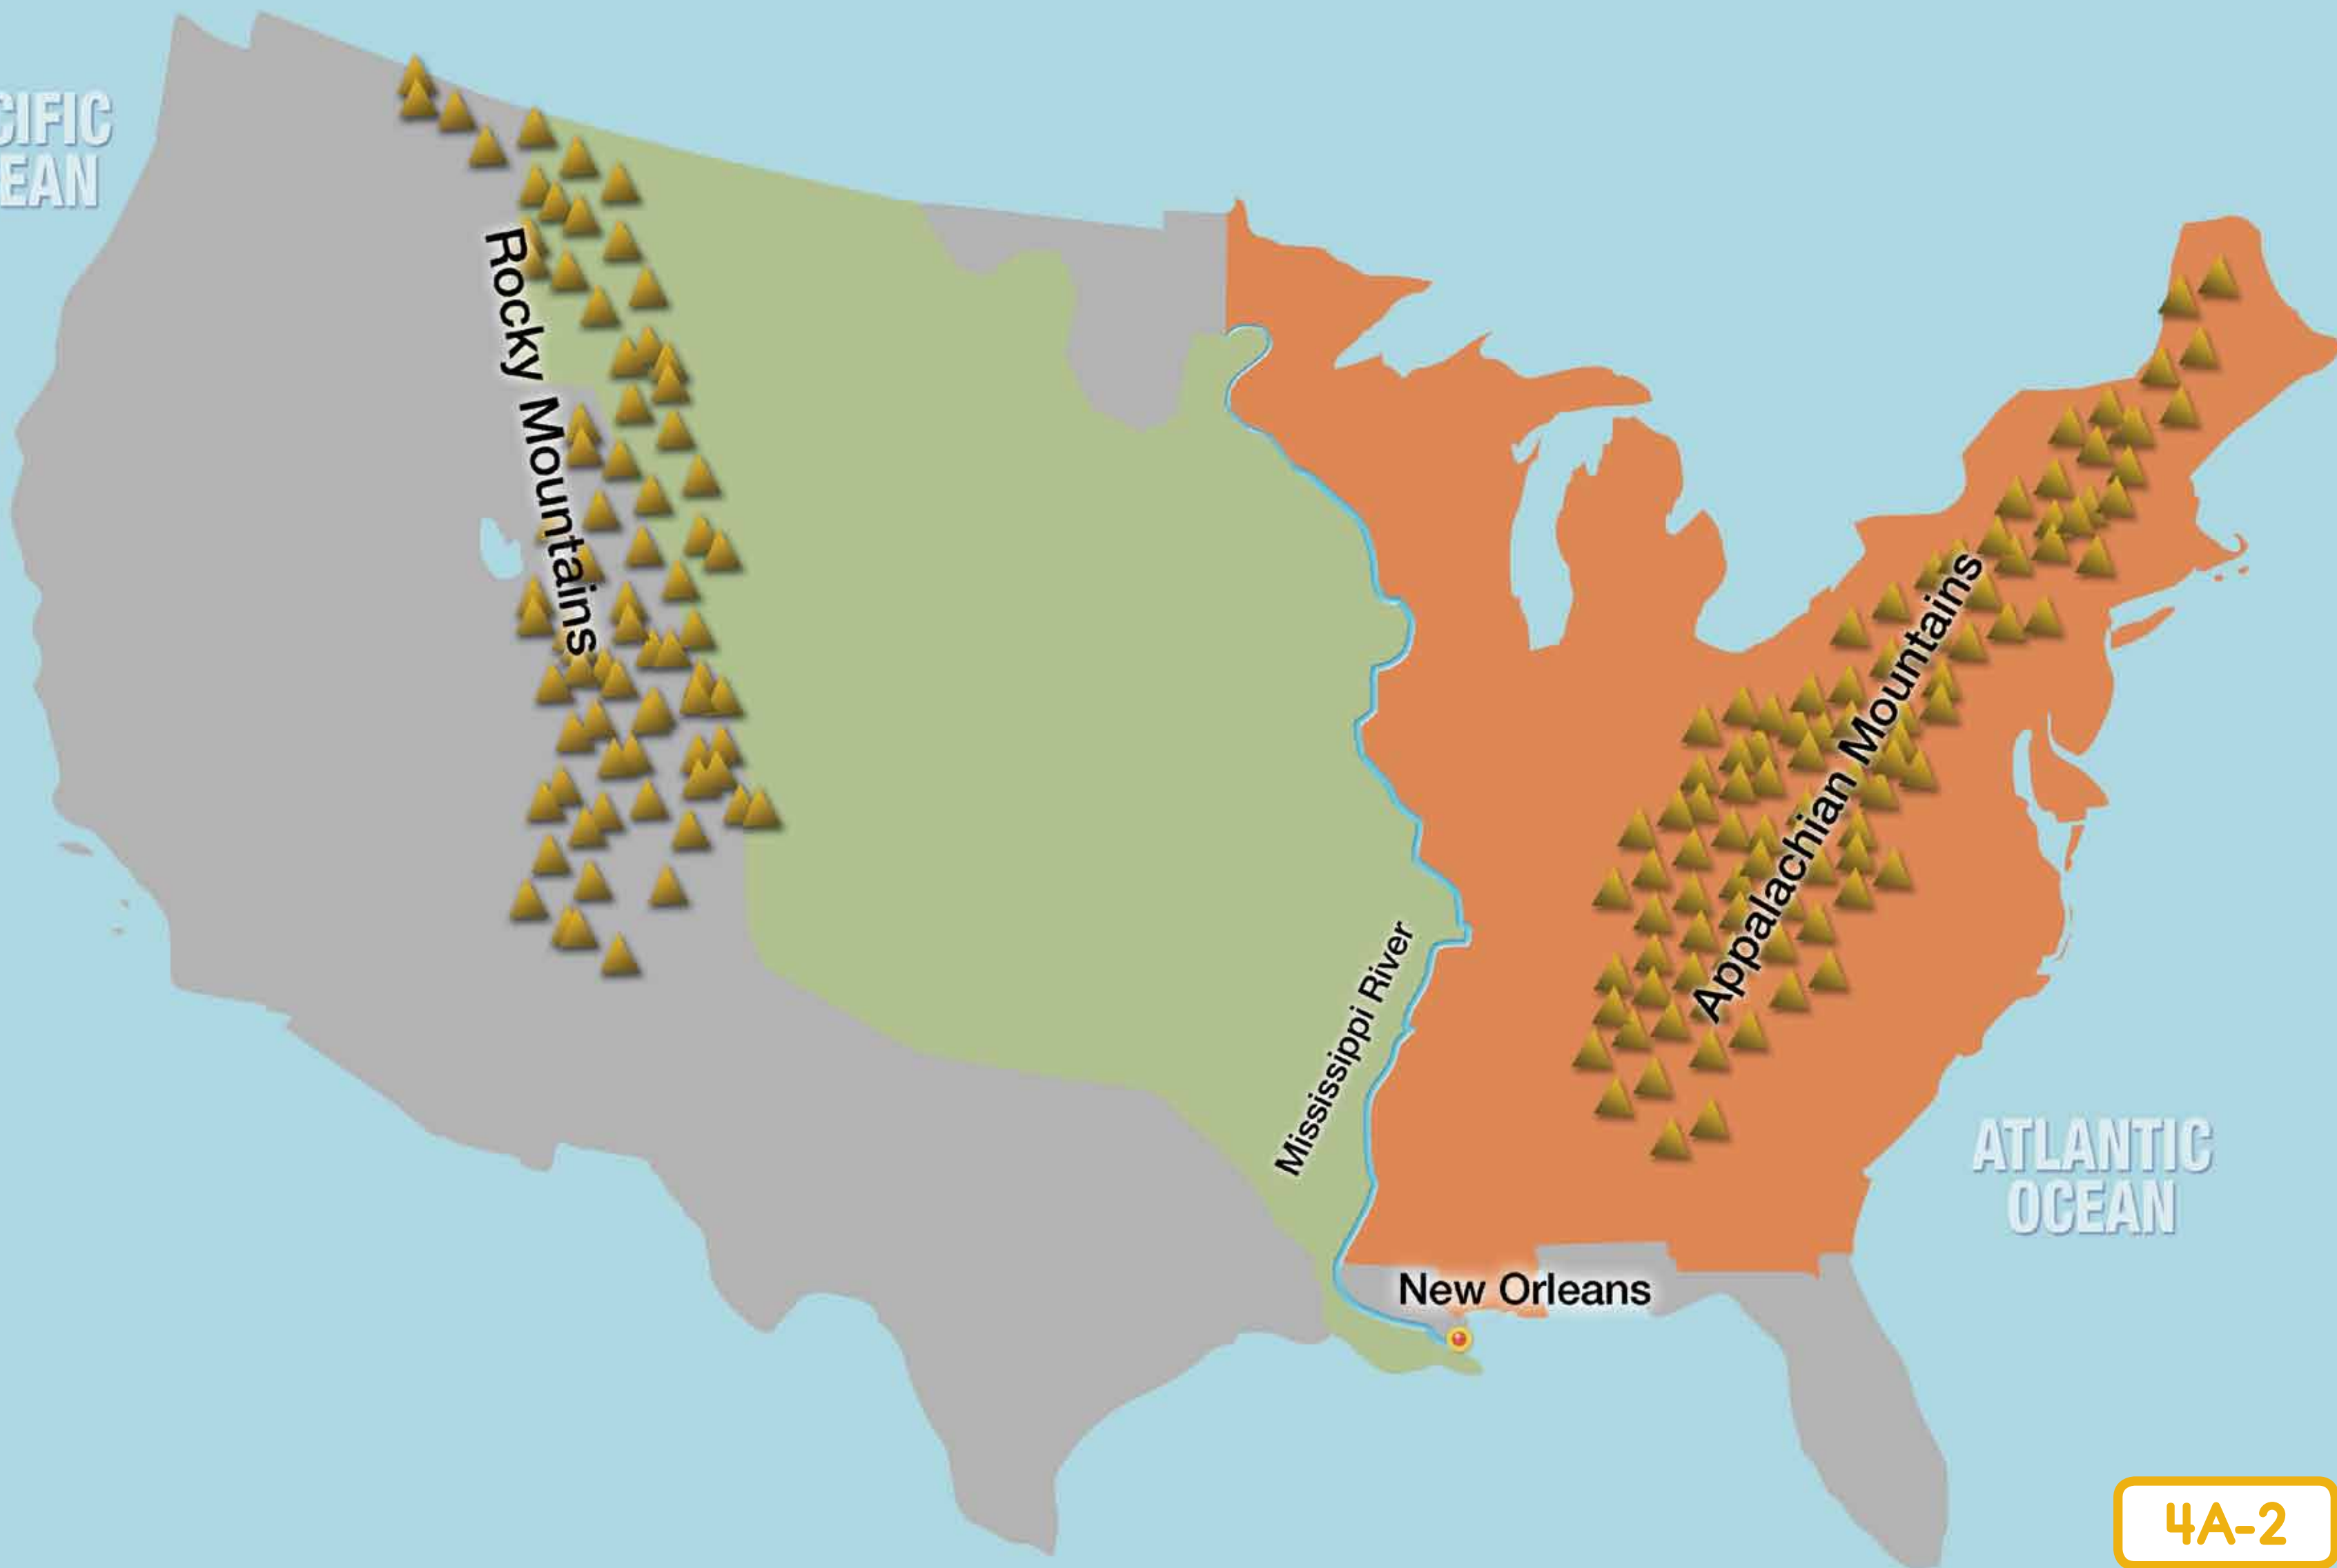 CIFIC
EAN
Rocky Mountains
Appalachian Mountains
Mississippi River
ATLANTIC
OCEAN
New Orleans
4A-2